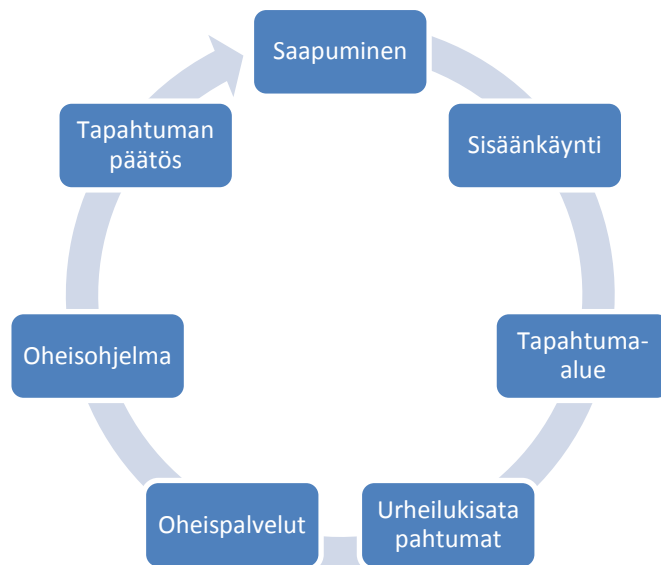 Saapuminen
Sisäänkäynti
Tapahtuma-
alue
Urheilukisata
pahtumat
Oheispalvelut
Oheisohjelma
Tapahtuman
päätös